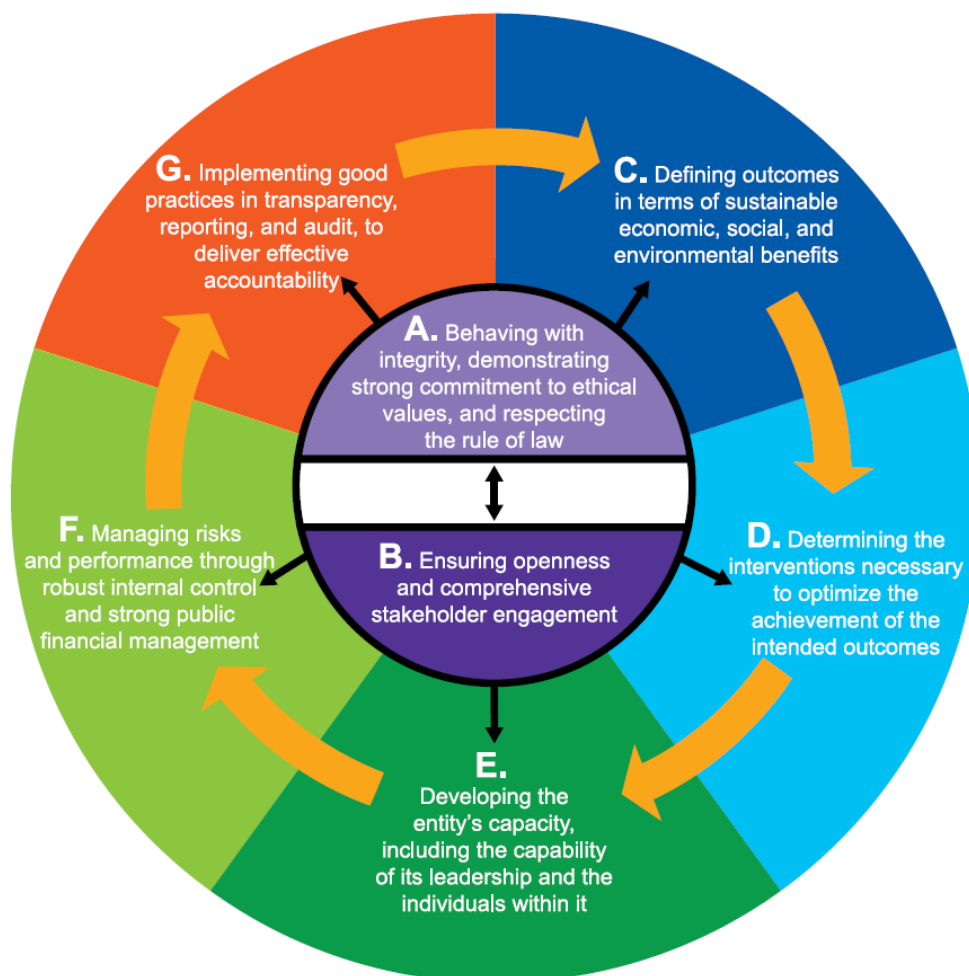 A. Behaving with
integrity, demonstrating
strong commitment to ethical
values, and respecting
the rule of law
B. Ensuring openness
and comprehensive
stakeholder engagement
C. Defining outcomes
in terms of sustainable
economic, social, and
environmental benefits
D. Determining the
interventions necessary
to optimize the
achievement of the
intended outcomes
E.
Developing the
entity’s capacity,
including the capability
of its leadership and the
individuals within it
F. Managing risks
and performance through
robust internal control
and strong public
financial management
G. Implementing good
practices in transparency,
reporting, and audit, to
deliver effective
accountability